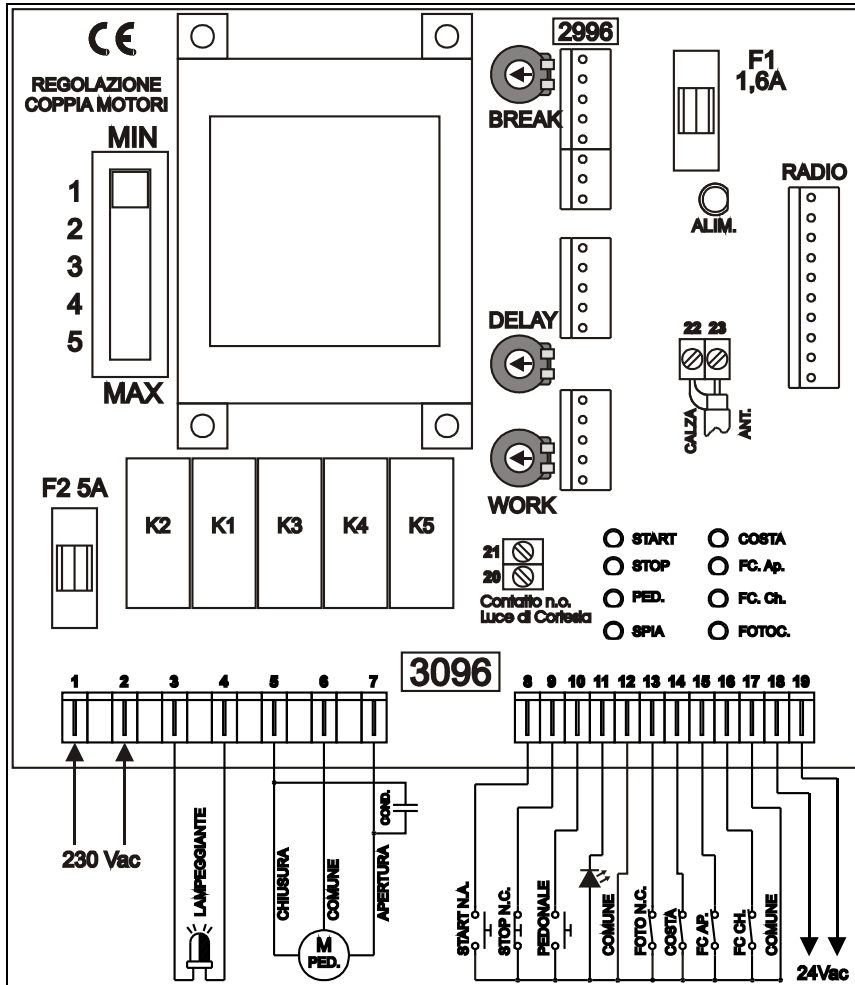 CE
REGOLAZIONE
COPPIA MOTORI
MIN
1
2
3
4
5
MAX
2996
BREAK
F1
1,6A
RADIO
ALIM.
DELAY
22 23
CALZA
ANT.
WORK
F2 5A
K2 K1 K3 K4 K5
21
20
Contatto n.o.
Luce di Cortesia
START
STOP
PED.
SPIA
COSTA
FC. Ap.
FC. Ch.
FOTOC.
3096
1 2 3 4 5 6 7
8 9 10 11 12 13 14 15 16 17 18 19
230 Vac
LAMPEGGIANTE
CHIUSURA
COMUNE
APERTURA
COND.
M
PED.
START N.A.
STOP N.C.
PEDONALE
COMUNE
FOTO N.C.
COSTA
FC AP.
FC CH.
COMUNE
24Vac